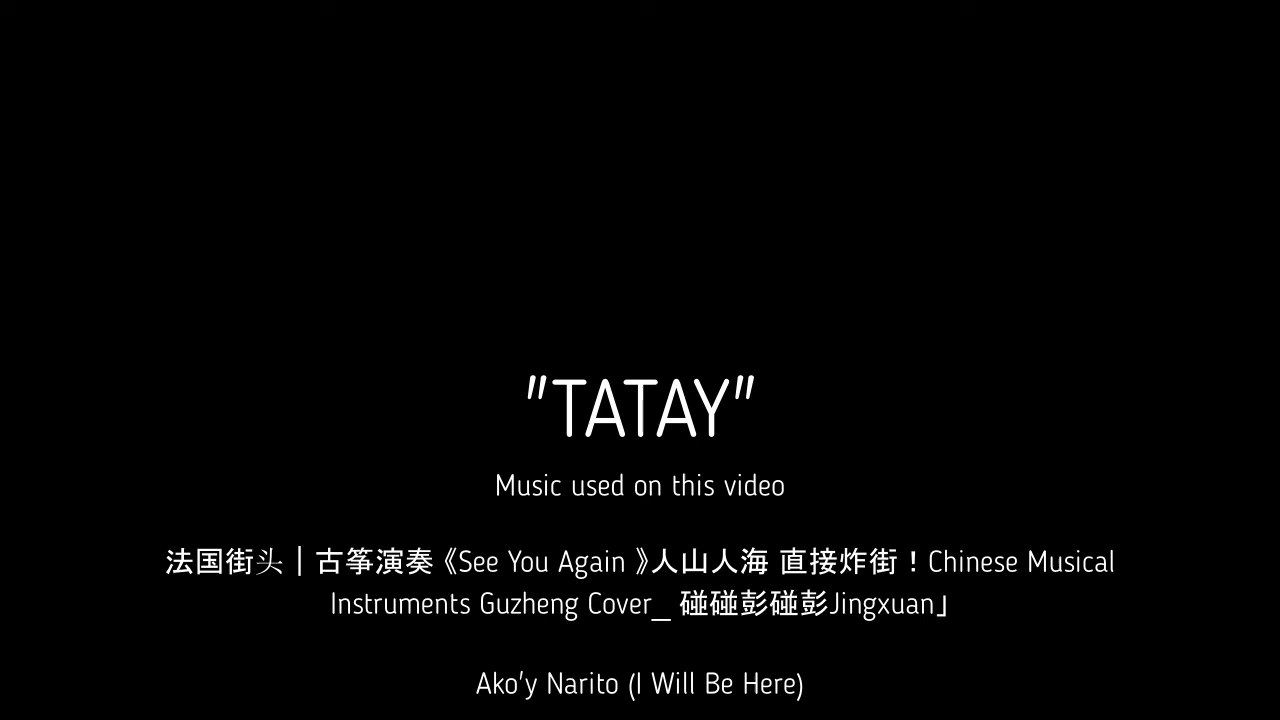 "TATAY"
Music used on this video
法国街头｜古筝演奏《See You Again 》人山人海 直接炸街！Chinese Musical
Instruments Guzheng Cover_ 碰碰彭碰彭Jingxuan」
Ako'y Narito (I Will Be Here)